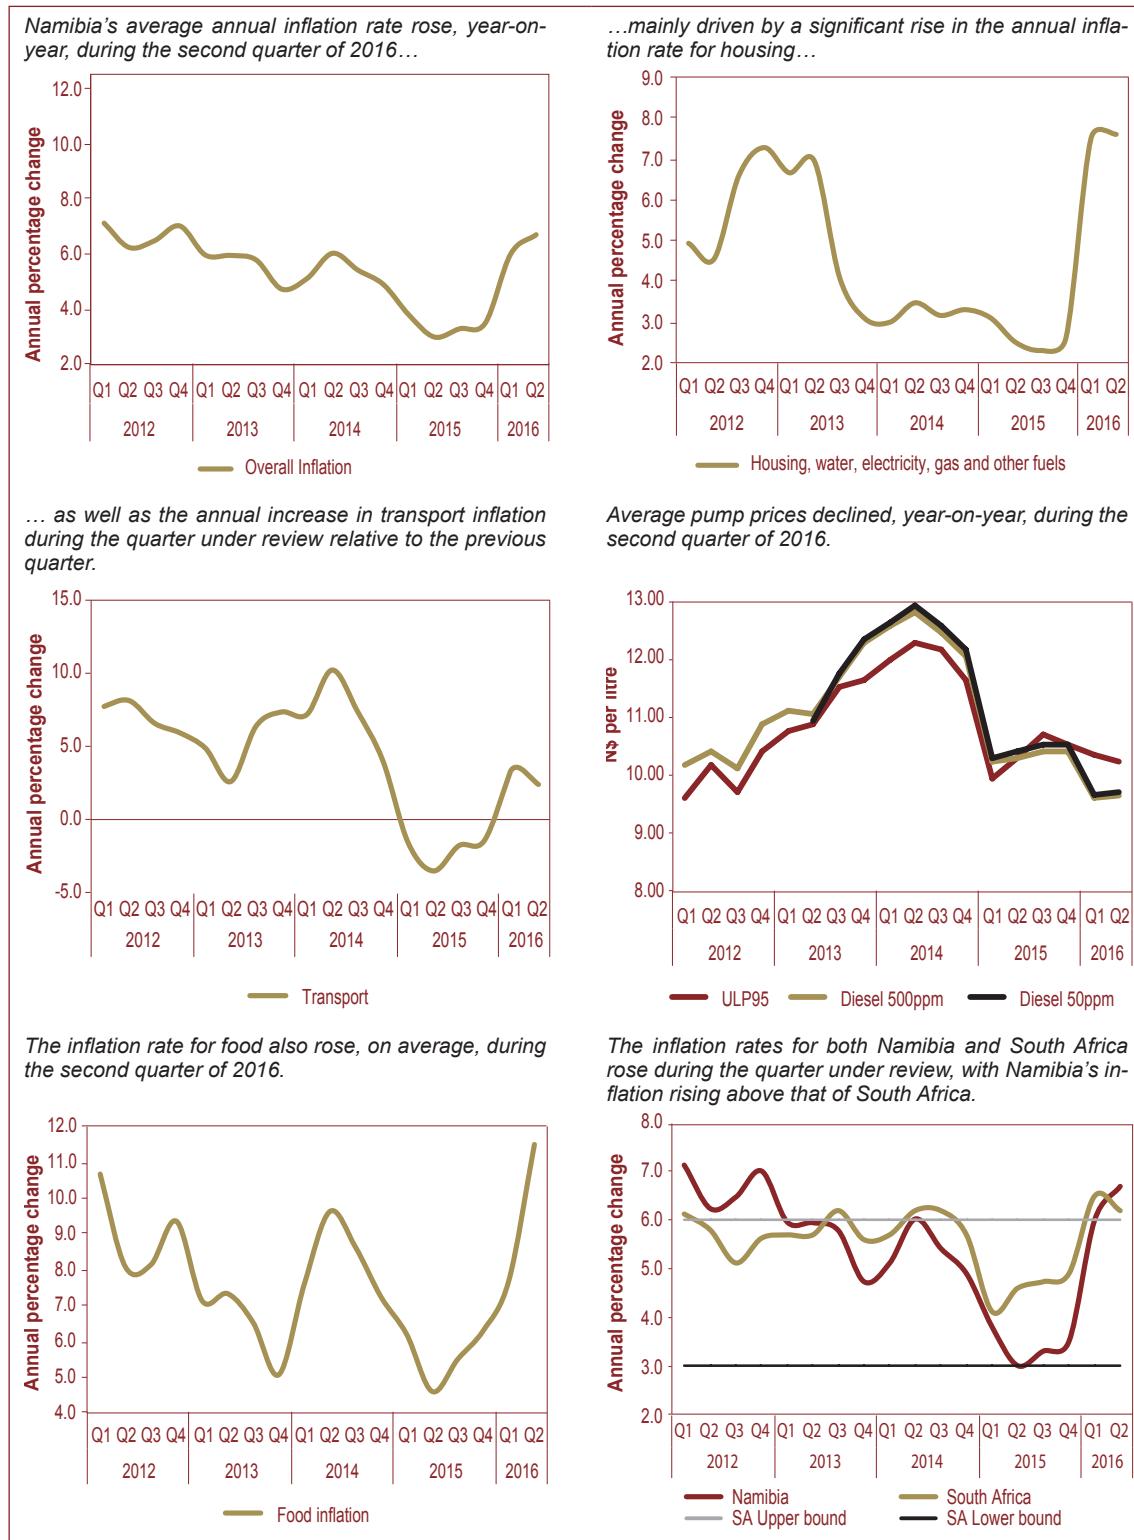 Namibia's average annual inflation rate rose, year-on-
year, during the second quarter of 2016…
12.0
10.0
8.0
6.0
4.0
2.0
Annual percentage change
Q1 Q2 Q3 Q4 Q1 Q2 Q3 Q4 Q1 Q2 Q3 Q4 Q1 Q2 Q3 Q4 Q1 Q2
2012 2013 2014 2015 2016
Overall Inflation
…mainly driven by a significant rise in the annual infla-
tion rate for housing…
9.0
8.0
7.0
6.0
5.0
4.0
3.0
2.0
Annual percentage change
Q1 Q2 Q3 Q4 Q1 Q2 Q3 Q4 Q1 Q2 Q3 Q4 Q1 Q2 Q3 Q4 Q1 Q2
2012 2013 2014 2015 2016
Housing, water, electricity, gas and other fuels
… as well as the annual increase in transport inflation
during the quarter under review relative to the previous
quarter.
15.0
10.0
5.0
0.0
-5.0
Annual percentage change
Q1 Q2 Q3 Q4 Q1 Q2 Q3 Q4 Q1 Q2 Q3 Q4 Q1 Q2 Q3 Q4 Q1 Q2
2012 2013 2014 2015 2016
Transport
Average pump prices declined, year-on-year, during the
second quarter of 2016.
13.00
12.00
11.00
10.00
9.00
8.00
N$ per litre
Q1 Q2 Q3 Q4 Q1 Q2 Q3 Q4 Q1 Q2 Q3 Q4 Q1 Q2 Q3 Q4 Q1 Q2
2012 2013 2014 2015 2016
ULP95 Diesel 500ppm Diesel 50ppm
The inflation rate for food also rose, on average, during
the second quarter of 2016.
12.0
11.0
10.0
9.0
8.0
7.0
6.0
5.0
4.0
Annual percentage change
Q1 Q2 Q3 Q4 Q1 Q2 Q3 Q4 Q1 Q2 Q3 Q4 Q1 Q2 Q3 Q4 Q1 Q2
2012 2013 2014 2015 2016
Food inflation
The inflation rates for both Namibia and South Africa
rose during the quarter under review, with Namibia's in-
flation rising above that of South Africa.
8.0
7.0
6.0
5.0
4.0
3.0
2.0
Annual percentage change
Q1 Q2 Q3 Q4 Q1 Q2 Q3 Q4 Q1 Q2 Q3 Q4 Q1 Q2 Q3 Q4 Q1 Q2
2012 2013 2014 2015 2016
Namibia South Africa
SA Upper bound SA Lower bound